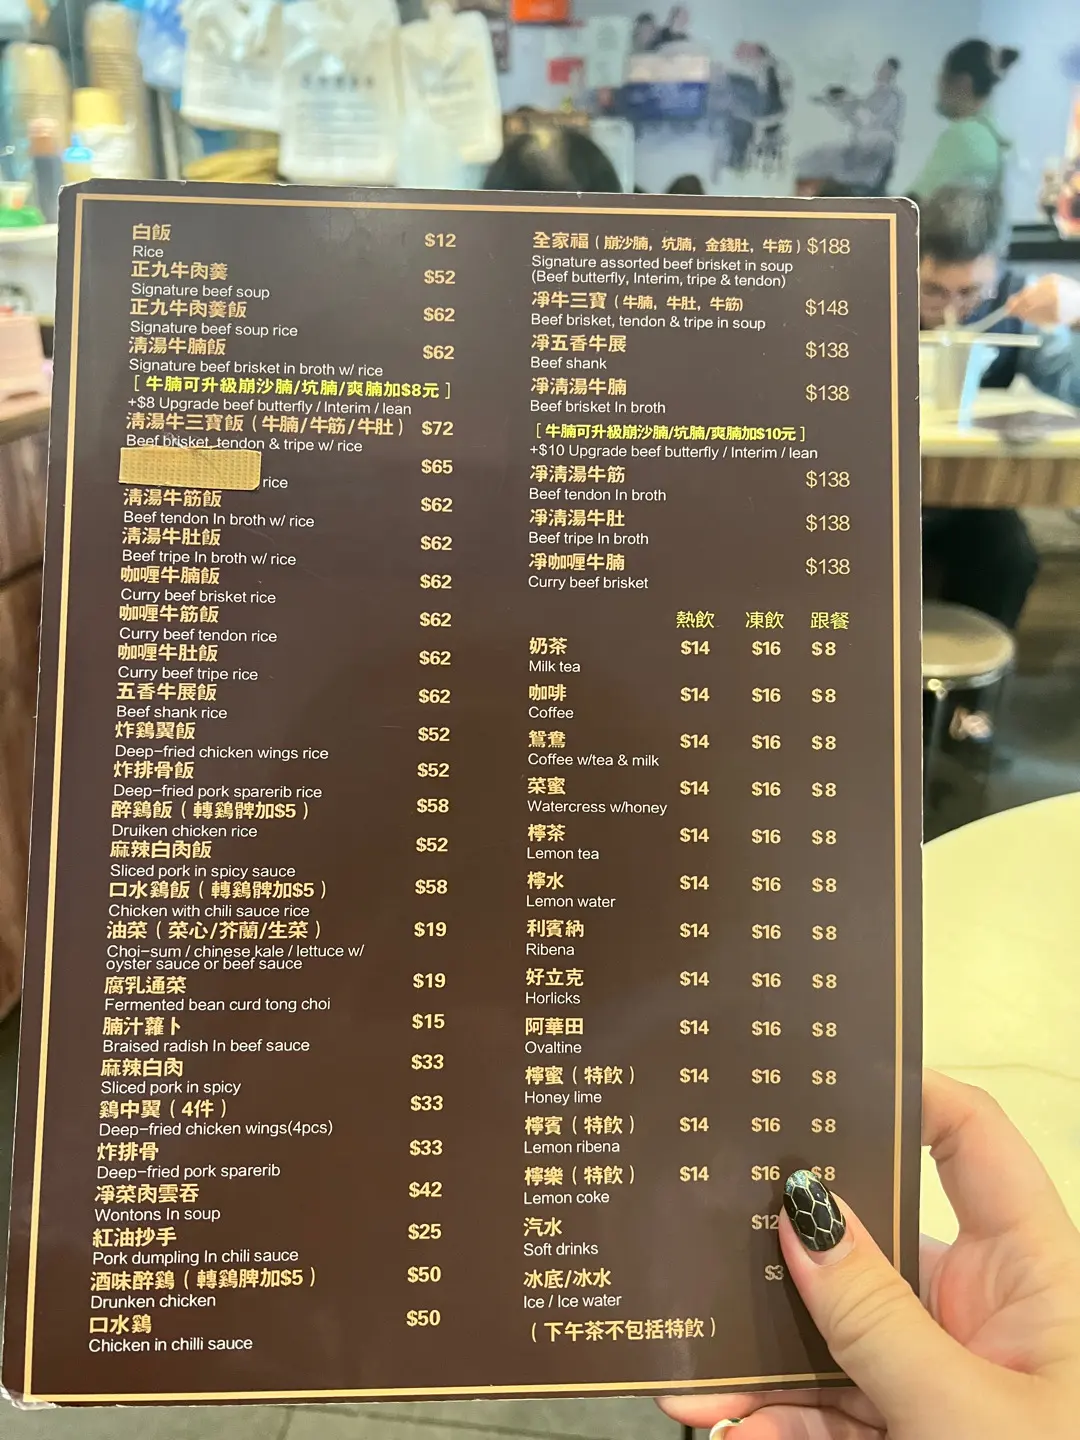 白飯 $12
Rice
正九牛肉羹 $52
Signature beef soup
正九牛肉羹飯 $62
Signature beef soup rice
清湯牛腩飯 $62
Signature beef brisket in broth w/ rice
[ 牛腩可升級崩沙腩/坑腩/爽腩加$8元 ]
+$8 Upgrade beef butterfly / Interim / lean
清湯牛三寶飯 ( 牛腩/牛筋/牛肚 ) $72
Beef brisket, tendon & tripe w/ rice
$65
rice
清湯牛筋飯 $62
Beef tendon In broth w/ rice
清湯牛肚飯 $62
Beef tripe In broth w/ rice
咖喱牛腩飯 $62
Curry beef brisket rice
咖喱牛筋飯 $62
Curry beef tendon rice
咖喱牛肚飯 $62
Curry beef tripe rice
五香牛展飯 $62
Beef shank rice
炸鷄翼飯 $52
Deep-fried chicken wings rice
炸排骨飯 $52
Deep-fried pork sparerib rice
醉鷄飯 ( 轉鷄髀加$5 ) $58
Druiken chicken rice
麻辣白肉飯 $52
Sliced pork in spicy sauce
口水鷄飯 ( 轉鷄髀加$5 ) $58
Chicken with chili sauce rice
油菜 ( 菜心/芥蘭/生菜 ) $19
Choi-sum / chinese kale / lettuce w/
oyster sauce or beef sauce
腐乳通菜 $19
Fermented bean curd tong choi
腩汁蘿卜 $15
Braised radish In beef sauce
麻辣白肉 $33
Sliced pork in spicy
鷄中翼 ( 4件 ) $33
Deep-fried chicken wings(4pcs)
炸排骨 $33
Deep-fried pork sparerib
淨菜肉雲吞 $42
Wontons In soup
紅油抄手 $25
Pork dumpling In chili sauce
酒味醉鷄 ( 轉鷄脾加$5 ) $50
Drunken chicken
口水鷄 $50
Chicken in chilli sauce
全家福 ( 崩沙腩, 坑腩, 金錢肚, 牛筋 ) $188
Signature assorted beef brisket in soup
(Beef butterfly, Interim, tripe & tendon)
淨牛三寶 ( 牛腩, 牛肚, 牛筋) $148
Beef brisket, tendon & tripe in soup
淨五香牛展 $138
Beef shank
淨清湯牛腩 $138
Beef brisket In broth
[ 牛腩可升級崩沙腩/坑腩/爽腩加$10元 ]
+$10 Upgrade beef butterfly / Interim / lean
淨清湯牛筋 $138
Beef tendon In broth
淨清湯牛肚 $138
Beef tripe In broth
淨咖喱牛腩 $138
Curry beef brisket
熱飲 凍飲 跟餐
奶茶 $14 $16 $8
Milk tea
咖啡 $14 $16 $8
Coffee
鴛鴦 $14 $16 $8
Coffee w/tea & milk
菜蜜 $14 $16 $8
Watercress w/honey
檸茶 $14 $16 $8
Lemon tea
檸水 $14 $16 $8
Lemon water
利賓納 $14 $16 $8
Ribena
好立克 $14 $16 $8
Horlicks
阿華田 $14 $16 $8
Ovaltine
檸蜜 ( 特飲 ) $14 $16 $8
Honey lime
檸賓 ( 特飲 ) $14 $16 $8
Lemon ribena
檸樂 ( 特飲 ) $14 $16 $8
Lemon coke
汽水 $12
Soft drinks
冰底/冰水 $3
Ice / Ice water
( 下午茶不包括特飲 )